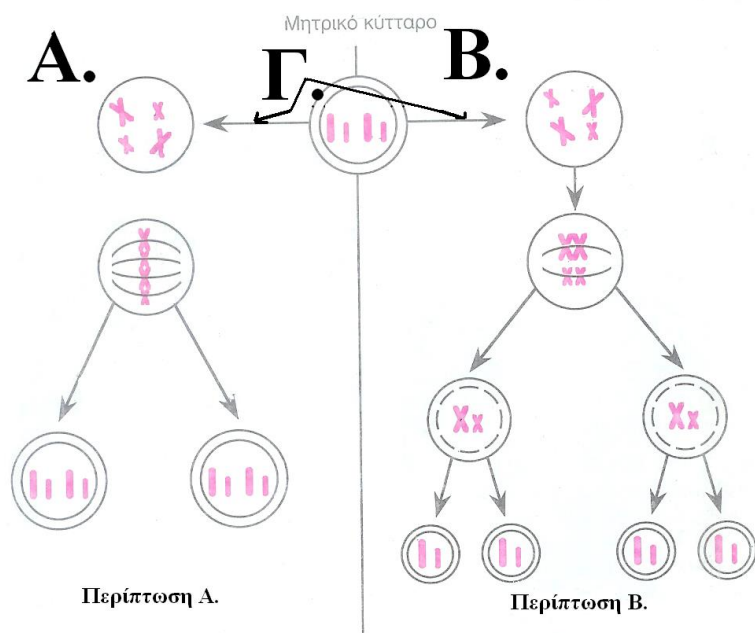 Μητρικό κύτταρο
Α.
Γ
Β.
Περίπτωση Α.
Περίπτωση Β.